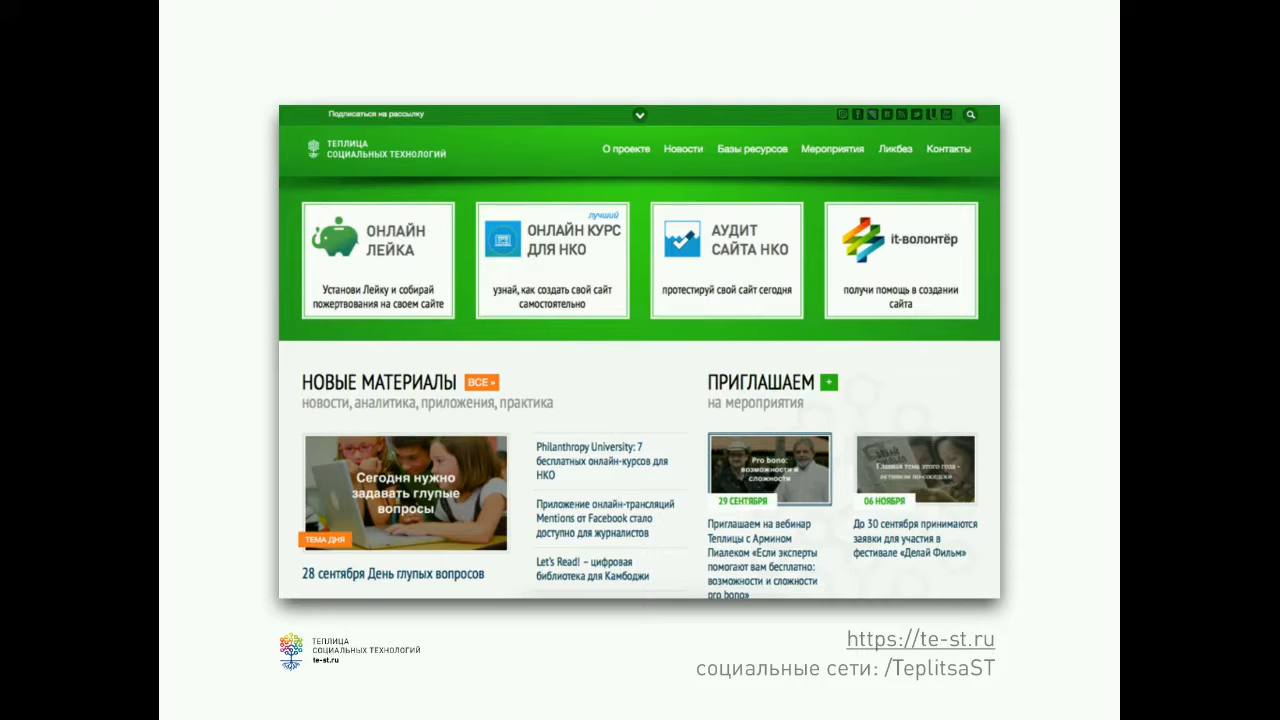 Подписаться на рассылку
ТЕПЛИЦА
СОЦИАЛЬНЫХ ТЕХНОЛОГИЙ
О проекте Новости Базы ресурсов Мероприятия Ликбез Контакты
ОНЛАЙН
ЛЕЙКА
Установи Лейку и собирай
пожертвования на своем сайте
лучший
ОНЛАЙН КУРС
ДЛЯ НКО
узнай, как создать свой сайт
самостоятельно
АУДИТ
САЙТА НКО
протестируй свой сайт сегодня
it-волонтёр
получи помощь в создании
сайта
НОВЫЕ МАТЕРИАЛЫ ВСЕ »
новости, аналитика, приложения, практика
Сегодня нужно
задавать глупые
вопросы
ТЕМА ДНЯ
28 сентября День глупых вопросов
Philanthropy University: 7
бесплатных онлайн-курсов для
НКО
Приложение онлайн-трансляций
Mentions от Facebook стало
доступно для журналистов
Let's Read! – цифровая
библиотека для Камбоджи
ПРИГЛАШАЕМ +
на мероприятия
Pro bono:
возможности и
сложности
29 СЕНТЯБРЯ
Приглашаем на вебинар
Теплицы с Армином
Пиалеком «Если эксперты
помогают вам бесплатно:
возможности и сложности
pro bono»
Главная тема этого года -
активизм по-соседски
06 НОЯБРЯ
До 30 сентября принимаются
заявки для участия в
фестивале «Делай Фильм»
ТЕПЛИЦА
СОЦИАЛЬНЫХ ТЕХНОЛОГИЙ
te-st.ru
https://te-st.ru
социальные сети: /TeplitsaST